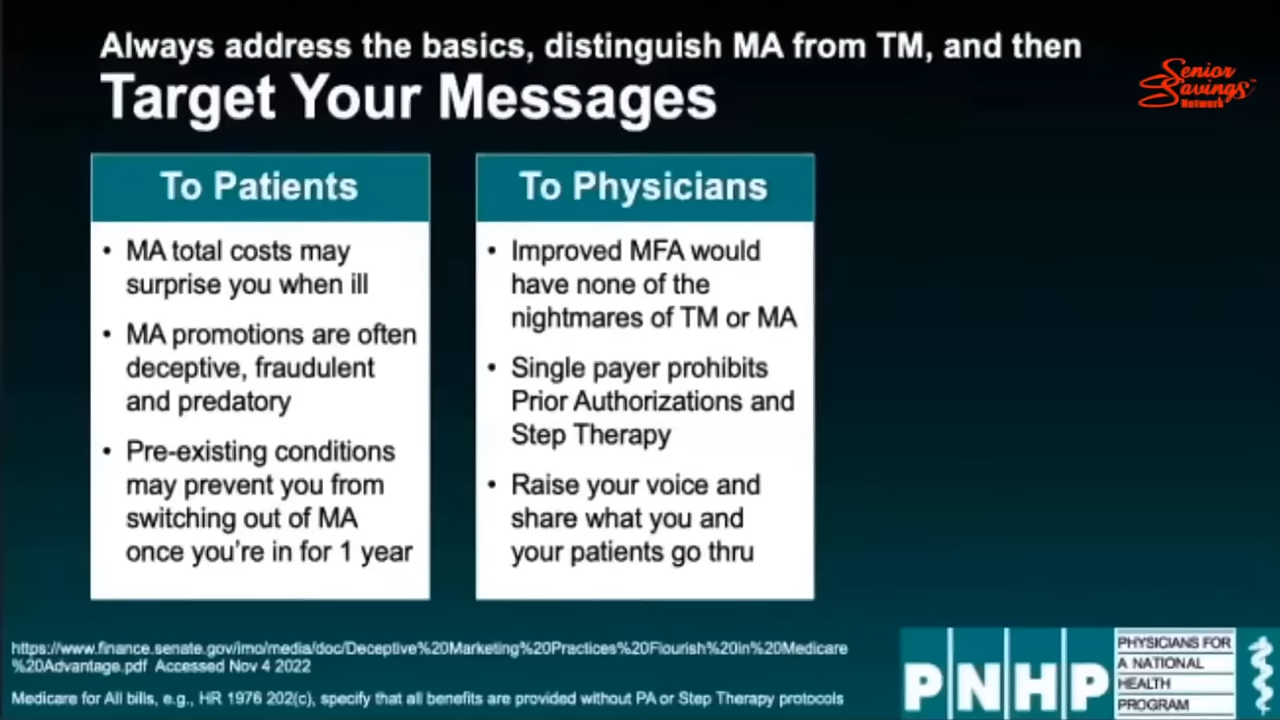 Always address the basics, distinguish MA from TM, and then
Target Your Messages
Senior
Savings™
Network
To Patients
• MA total costs may
surprise you when ill
• MA promotions are often
deceptive, fraudulent
and predatory
• Pre-existing conditions
may prevent you from
switching out of MA
once you're in for 1 year
To Physicians
• Improved MFA would
have none of the
nightmares of TM or MA
• Single payer prohibits
Prior Authorizations and
Step Therapy
• Raise your voice and
share what you and
your patients go thru
https://www.finance.senate.gov/imo/media/doc/Deceptive%20Marketing%20Practices%20Flourish%20in%20Medicare
%20Advantage.pdf Accessed Nov 4 2022
Medicare for All bills, e.g., HR 1976 202(c), specify that all benefits are provided without PA or Step Therapy protocols
PNHP
PHYSICIANS FOR
A NATIONAL
HEALTH
PROGRAM